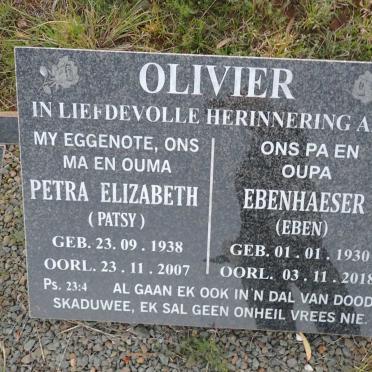 OLIVIER
IN LIEFDEVOLLE HERINNERING A
MY EGGENOTE, ONS
MA EN OUMA
PETRA ELIZABETH
(PATSY)
GEB. 23. 09 . 1938
OORL. 23 . 11 . 2007
ONS PA EN
OUPA
EBENHAESER
(EBEN)
GEB. 01 . 01 . 1930
OORL. 03 . 11 . 2018
Ps. 23:4 AL GAAN EK OOK IN'N DAL VAN DOOD
SKADUWEE, EK SAL GEEN ONHEIL VREES NIE.